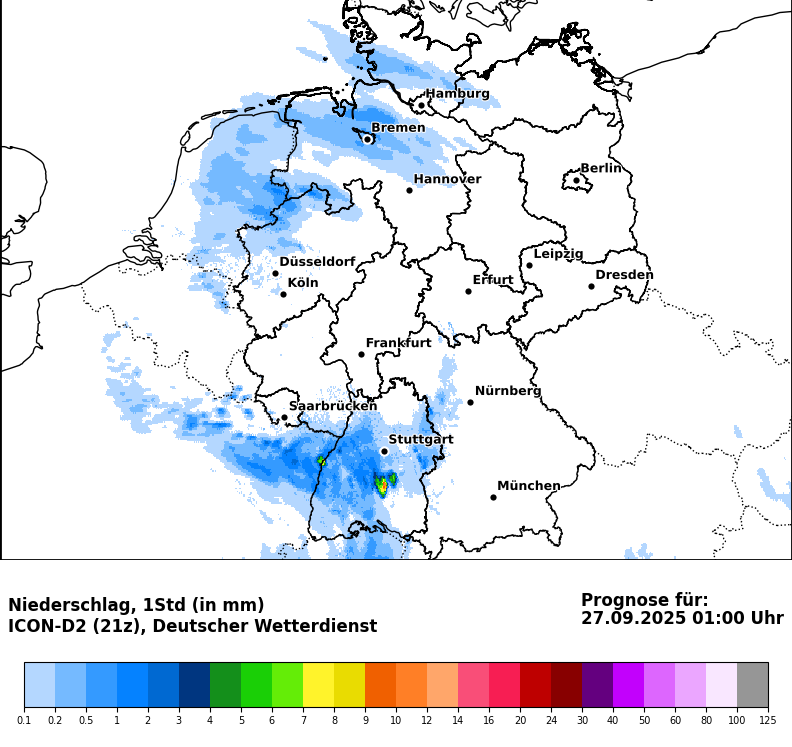 Hamburg
Bremen
Berlin
Hannover
Leipzig
Düsseldorf
Dresden
Köln
Erfurt
Frankfurt
Nürnberg
Saarbrücken
Stuttgart
München
Niederschlag, 1Std (in mm)
ICON-D2 (21z), Deutscher Wetterdienst
Prognose für:
27.09.2025 01:00 Uhr
0.1 0.2 0.5 1 2 3 4 5 6 7 8 9 10 12 14 16 20 24 30 40 50 60 80 100 125